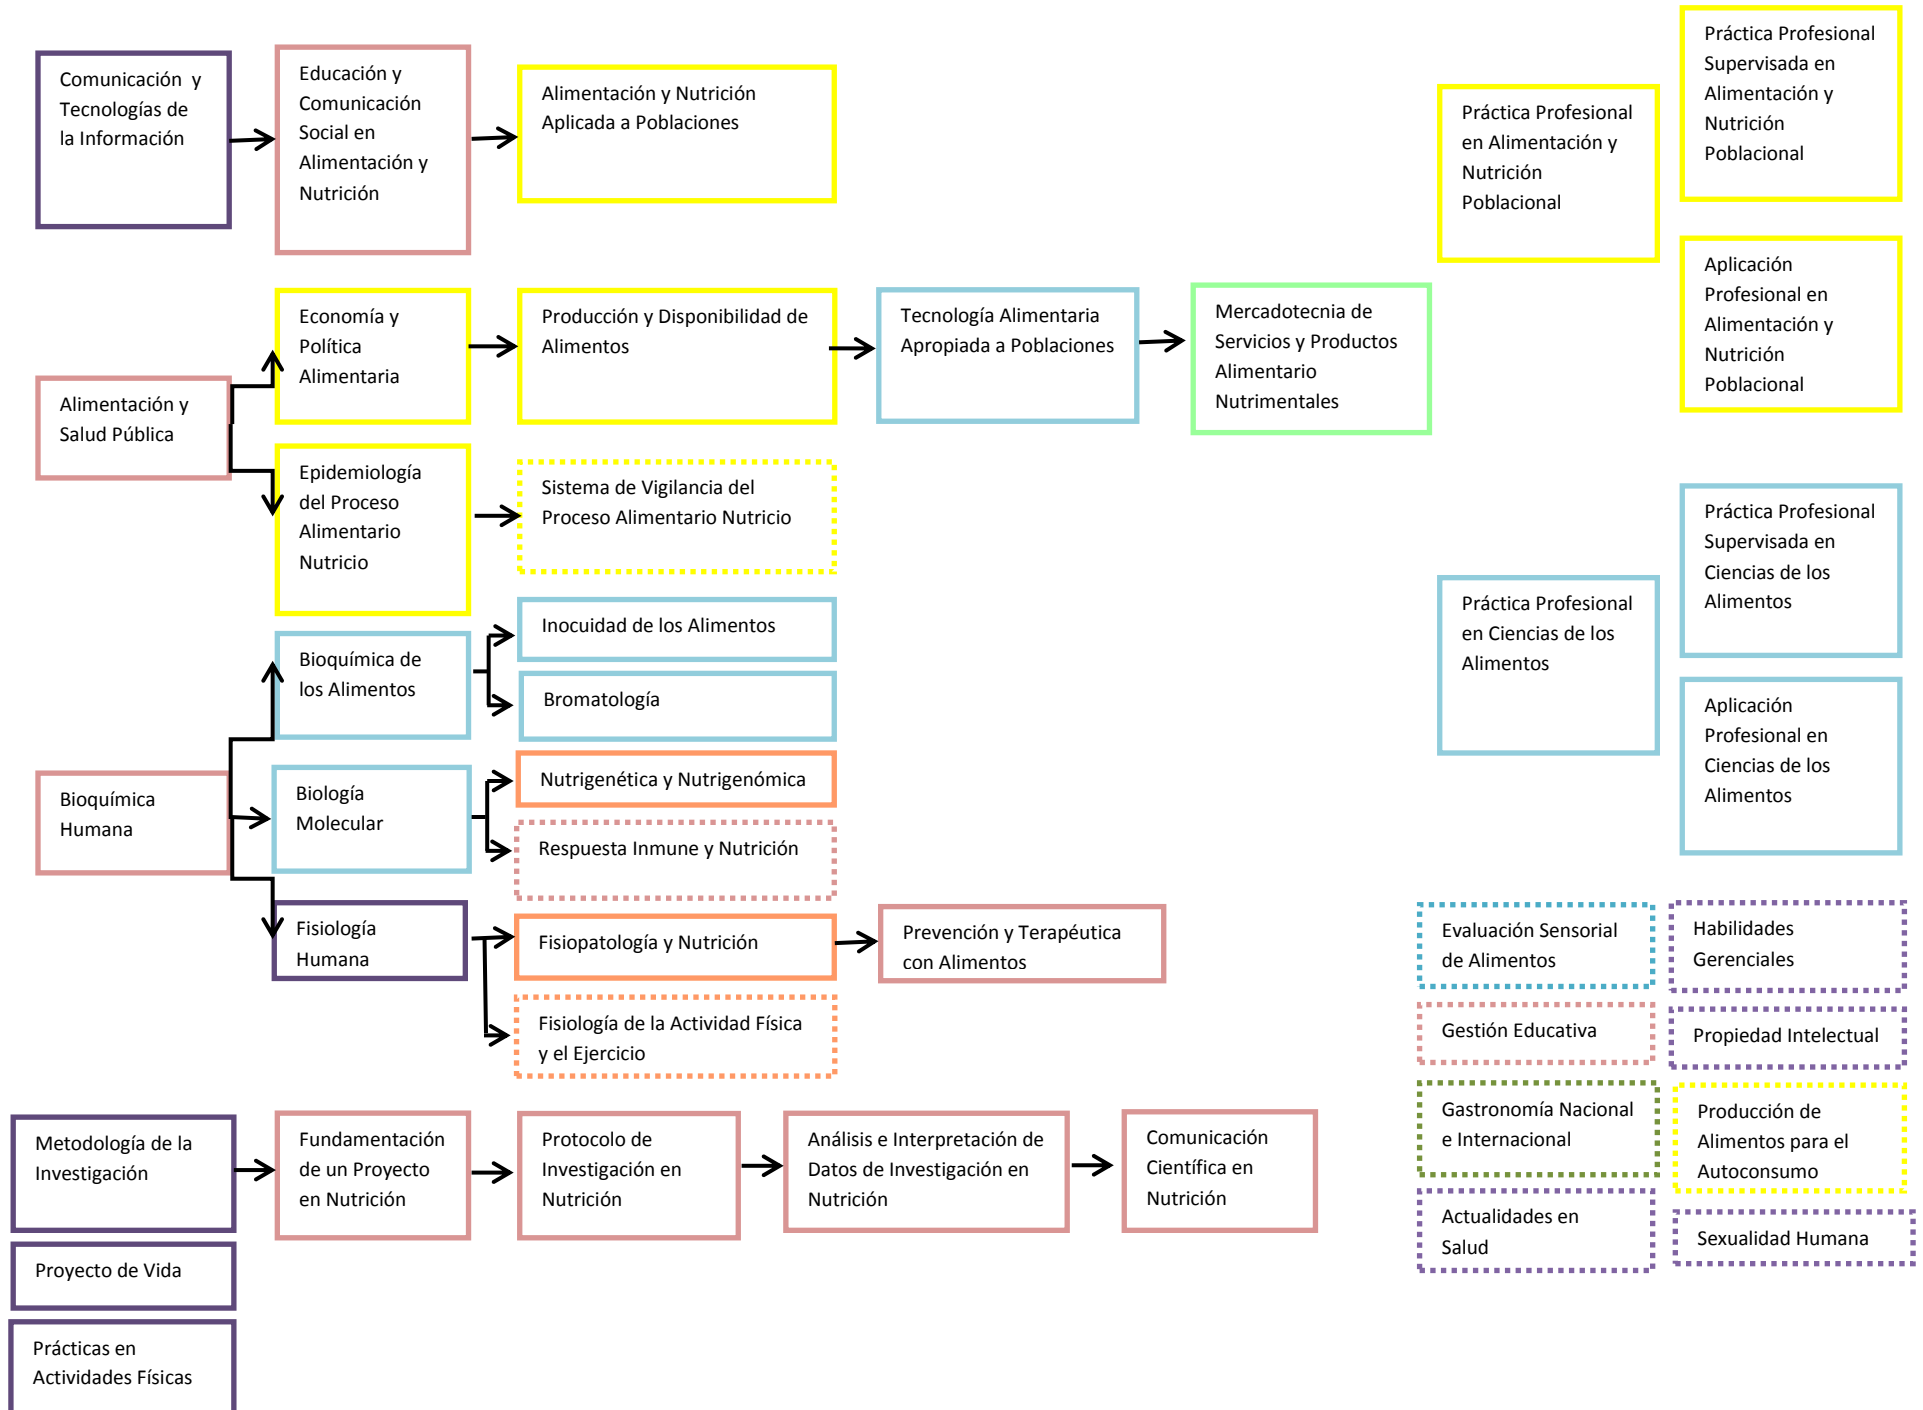 Comunicación y
Tecnologías de
la Información
Educación y
Comunicación
Social en
Alimentación y
Nutrición
Alimentación y Nutrición
Aplicada a Poblaciones
Práctica Profesional
en Alimentación y
Nutrición
Poblacional
Práctica Profesional
Supervisada en
Alimentación y
Nutrición
Poblacional
Aplicación
Profesional en
Alimentación y
Nutrición
Poblacional
Alimentación y
Salud Pública
Economía y
Política
Alimentaria
Producción y Disponibilidad de
Alimentos
Tecnología Alimentaria
Apropiada a Poblaciones
Mercadotecnia de
Servicios y Productos
Alimentario
Nutrimentales
Epidemiología
del Proceso
Alimentario
Nutricio
Sistema de Vigilancia del
Proceso Alimentario Nutricio
Práctica Profesional
en Ciencias de los
Alimentos
Práctica Profesional
Supervisada en
Ciencias de los
Alimentos
Aplicación
Profesional en
Ciencias de los
Alimentos
Bioquímica
Humana
Bioquímica de
los Alimentos
Inocuidad de los Alimentos
Bromatología
Biología
Molecular
Nutrigenética y Nutrigenómica
Respuesta Inmune y Nutrición
Fisiología
Humana
Fisiopatología y Nutrición
Prevención y Terapéutica
con Alimentos
Fisiología de la Actividad Física
y el Ejercicio
Evaluación Sensorial
de Alimentos
Habilidades
Gerenciales
Gestión Educativa
Propiedad Intelectual
Gastronomía Nacional
e Internacional
Producción de
Alimentos para el
Autoconsumo
Actualidades en
Salud
Sexualidad Humana
Metodología de la
Investigación
Fundamentación
de un Proyecto
en Nutrición
Protocolo de
Investigación en
Nutrición
Análisis e Interpretación de
Datos de Investigación en
Nutrición
Comunicación
Científica en
Nutrición
Proyecto de Vida
Prácticas en
Actividades Físicas